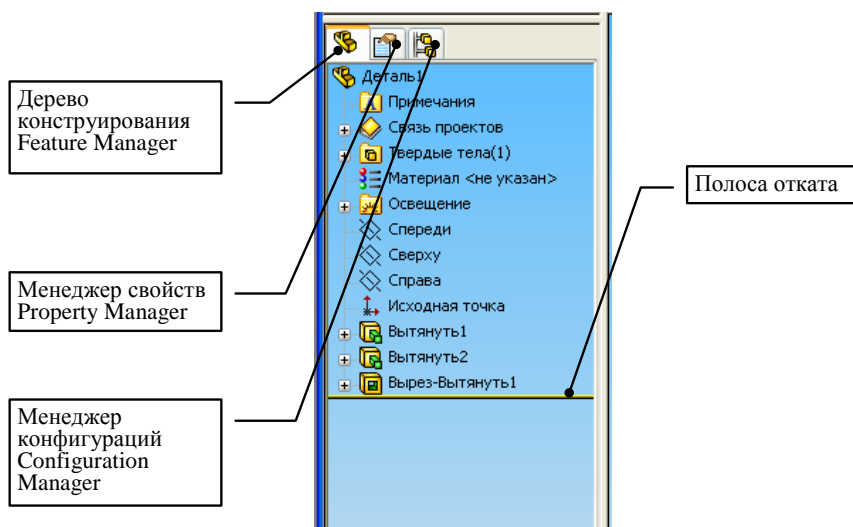 Дерево
конструирования
Feature Manager
Менеджер свойств
Property Manager
Менеджер
конфигураций
Configuration
Manager
Деталь1
Примечания
Связь проектов
Твердые тела(1)
Материал <не указан>
Освещение
Спереди
Сверху
Справа
Исходная точка
Вытянуть1
Вытянуть2
Вырез-Вытянуть1
Полоса отката